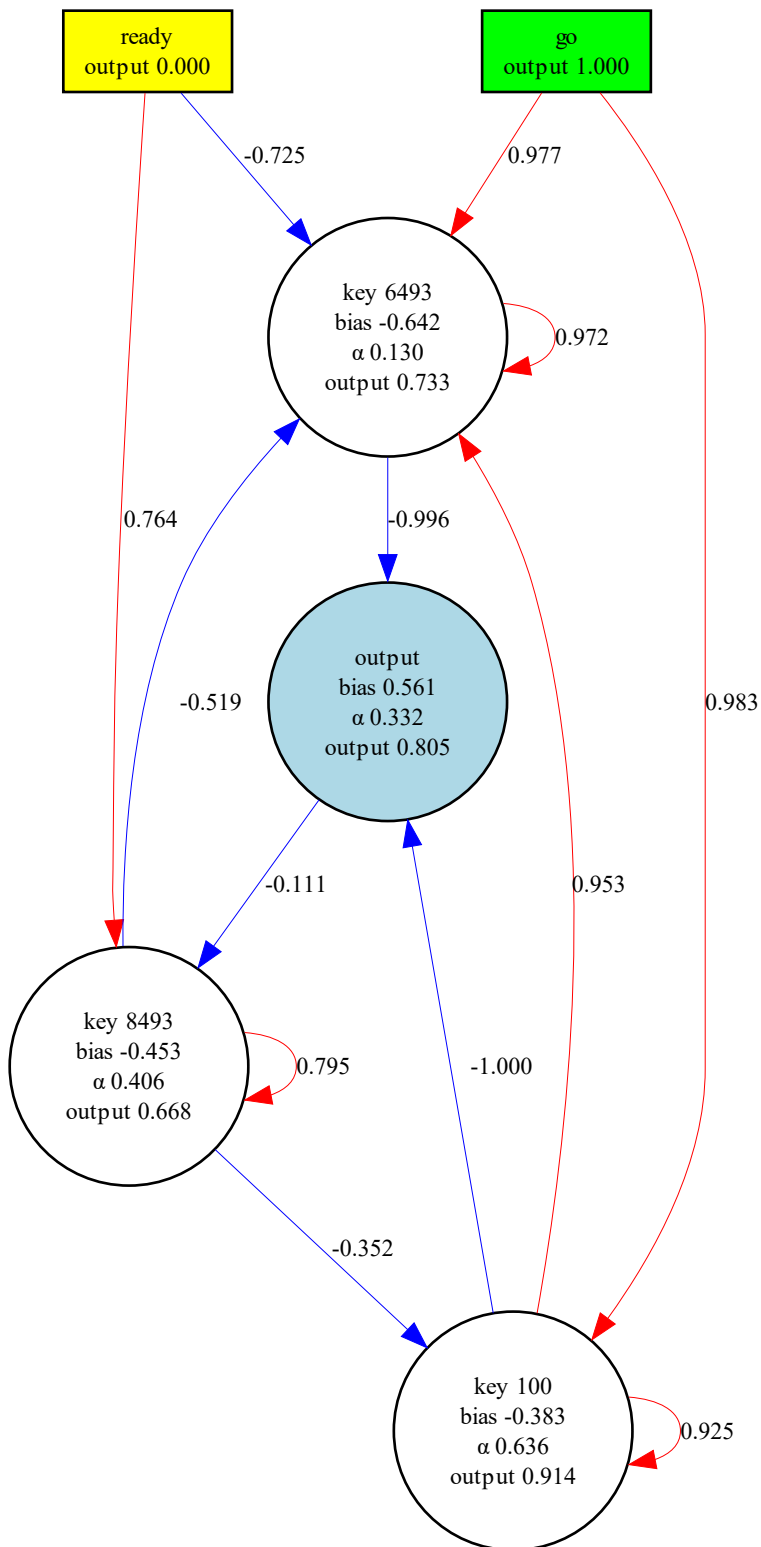 ready
output 0.000
go
output 1.000
-0.725
0.977
key 6493
bias -0.642
α 0.130
output 0.733
0.972
0.764
-0.996
-0.519
output
bias 0.561
α 0.332
output 0.805
0.983
-0.111
0.953
key 8493
bias -0.453
α 0.406
output 0.668
0.795
-1.000
-0.352
key 100
bias -0.383
α 0.636
output 0.914
0.925